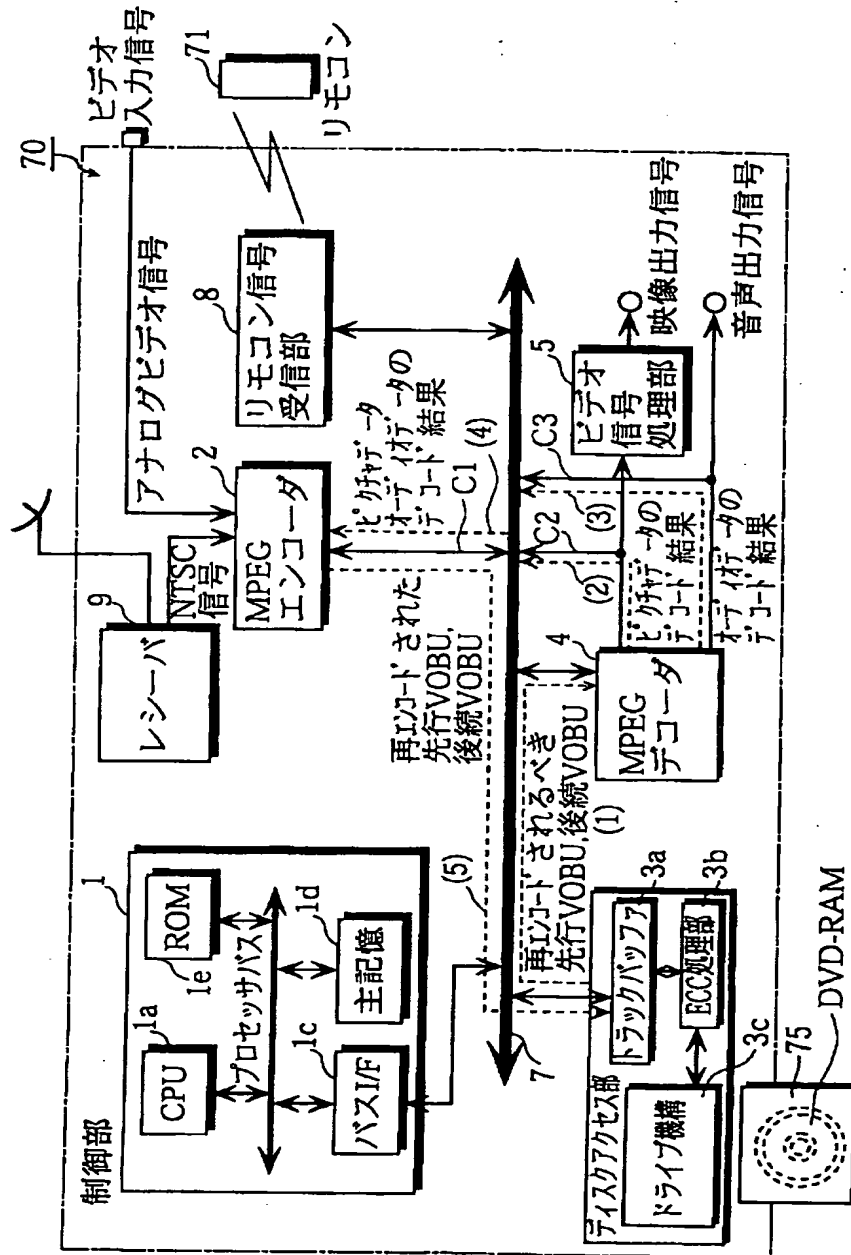 70
ビデオ
入力信号
71
リモコン
アナログビデオ信号
9
レシーバ
NTSC
信号
2
MPEG
エンコーダ
8
リモコン信号
受信部
制御部
1
1a
CPU
ROM
1e
プロセッサバス
1c
バスI/F
1d
主記憶
再エンコードされた
先行VOBU,
後続VOBU
ピクチャデータ
オーディオデータの
デコード結果
(4)
C1
(5)
7
再エンコードされるべき
先行VOBU,後続VOBU
(1)
4
MPEG
デコーダ
C2
(2)
C3
(3)
ピクチャデータの
デコード結果
オーディオデータの
デコード結果
5
ビデオ
信号
処理部
映像出力信号
音声出力信号
ディスクアクセス部
3a
トラックバッファ
3b
ECC処理部
3c
ドライブ機構
75
DVD-RAM